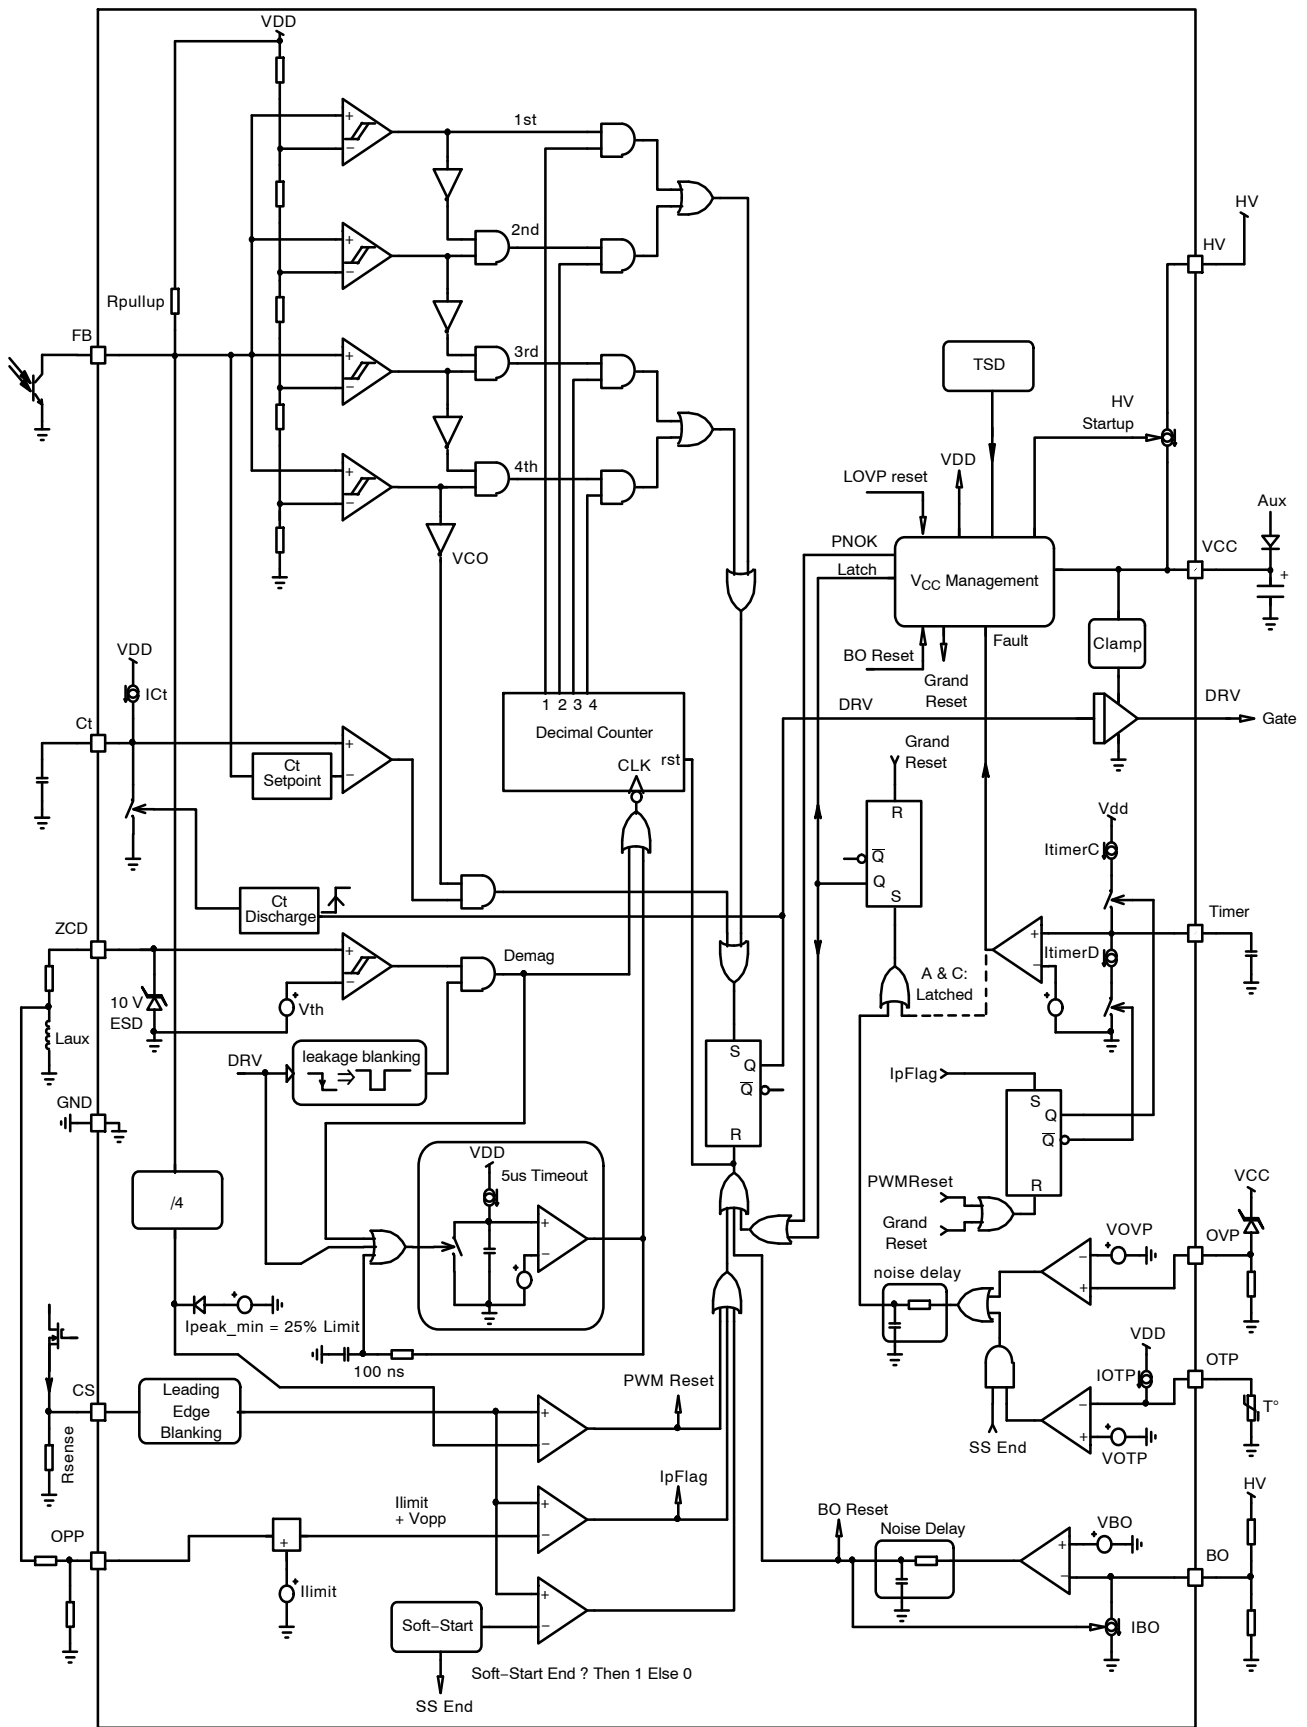 VDD
1st
2nd
HV
HV
Rpullup
FB
3rd
TSD
HV
Startup
4th
VDD
LOVP reset
Aux
VCO
PNOK
VCC
+
Latch
VCC Management
VDD
Fault
Clamp
BO Reset
ICt
Grand
Reset
1 2 3 4
DRV
DRV
Ct
Decimal Counter
Gate
+
−
Ct
Setpoint
CLK
rst
Grand
Reset
R
Vdd
Q
ItimerC
Q
S
Ct
Discharge
Timer
ZCD
Demag
+
−
ItimerD
10 V
ESD
Vth
A & C:
Latched
Laux
DRV
leakage blanking
S
Q
Q
R
IpFlag
S
Q
Q
R
GND
VDD
5us Timeout
/4
PWMReset
VCC
Grand
Reset
VOVP
OVP
noise delay
Ipeak_min = 25% Limit
VDD
100 ns
PWM Reset
IOTP
OTP
CS
Leading
Edge
Blanking
T°
SS End
VOTP
Rsense
IpFlag
HV
Ilimit
+ Vopp
BO Reset
OPP
Noise Delay
VBO
BO
+
Ilimit
Soft−Start
IBO
Soft−Start End ? Then 1 Else 0
SS End